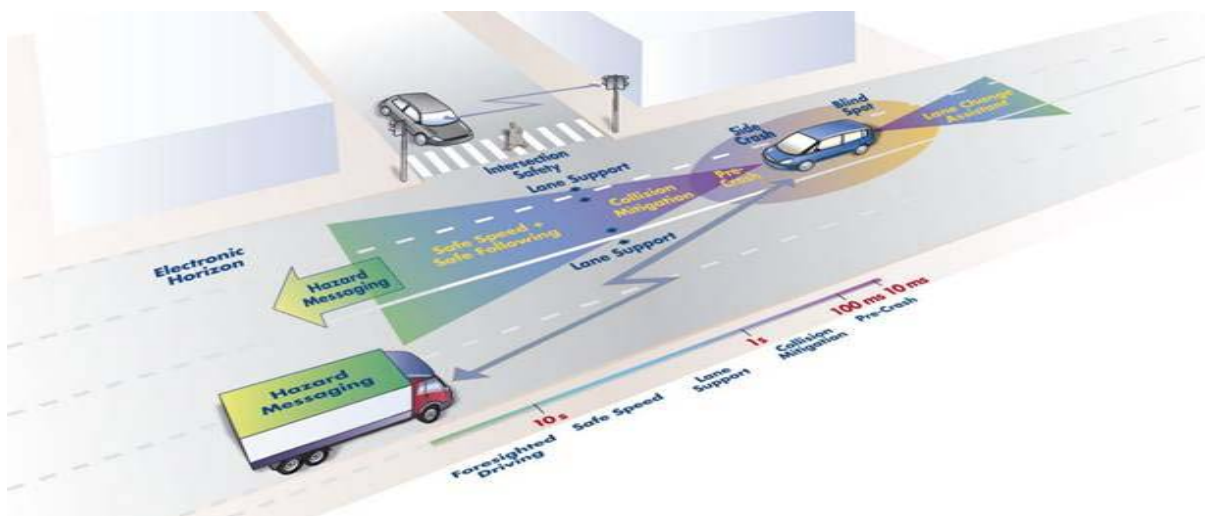 Blind
Spot
Side
Crash
Lane Change
Assistant
Intersection
Safety
Lane Support
Pre-
Crash
Collision
Mitigation
Safe Speed +
Safe Following
Lane Support
Electronic
Horizon
Hazard
Messaging
Hazard
Messaging
10 s
1s
100 ms
10 ms
Foresighted
Driving
Safe Speed
Lane
Support
Collision
Mitigation
Pre-Crash